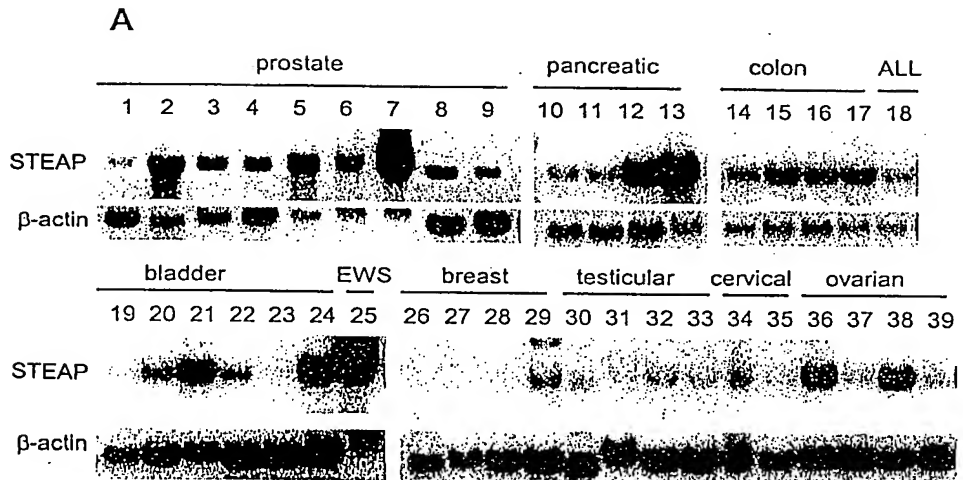 A
prostate pancreatic colon ALL
1 2 3 4 5 6 7 8 9 10 11 12 13 14 15 16 17 18
STEAP
β-actin
bladder EWS breast testicular cervical ovarian
19 20 21 22 23 24 25 26 27 28 29 30 31 32 33 34 35 36 37 38 39
STEAP
β-actin